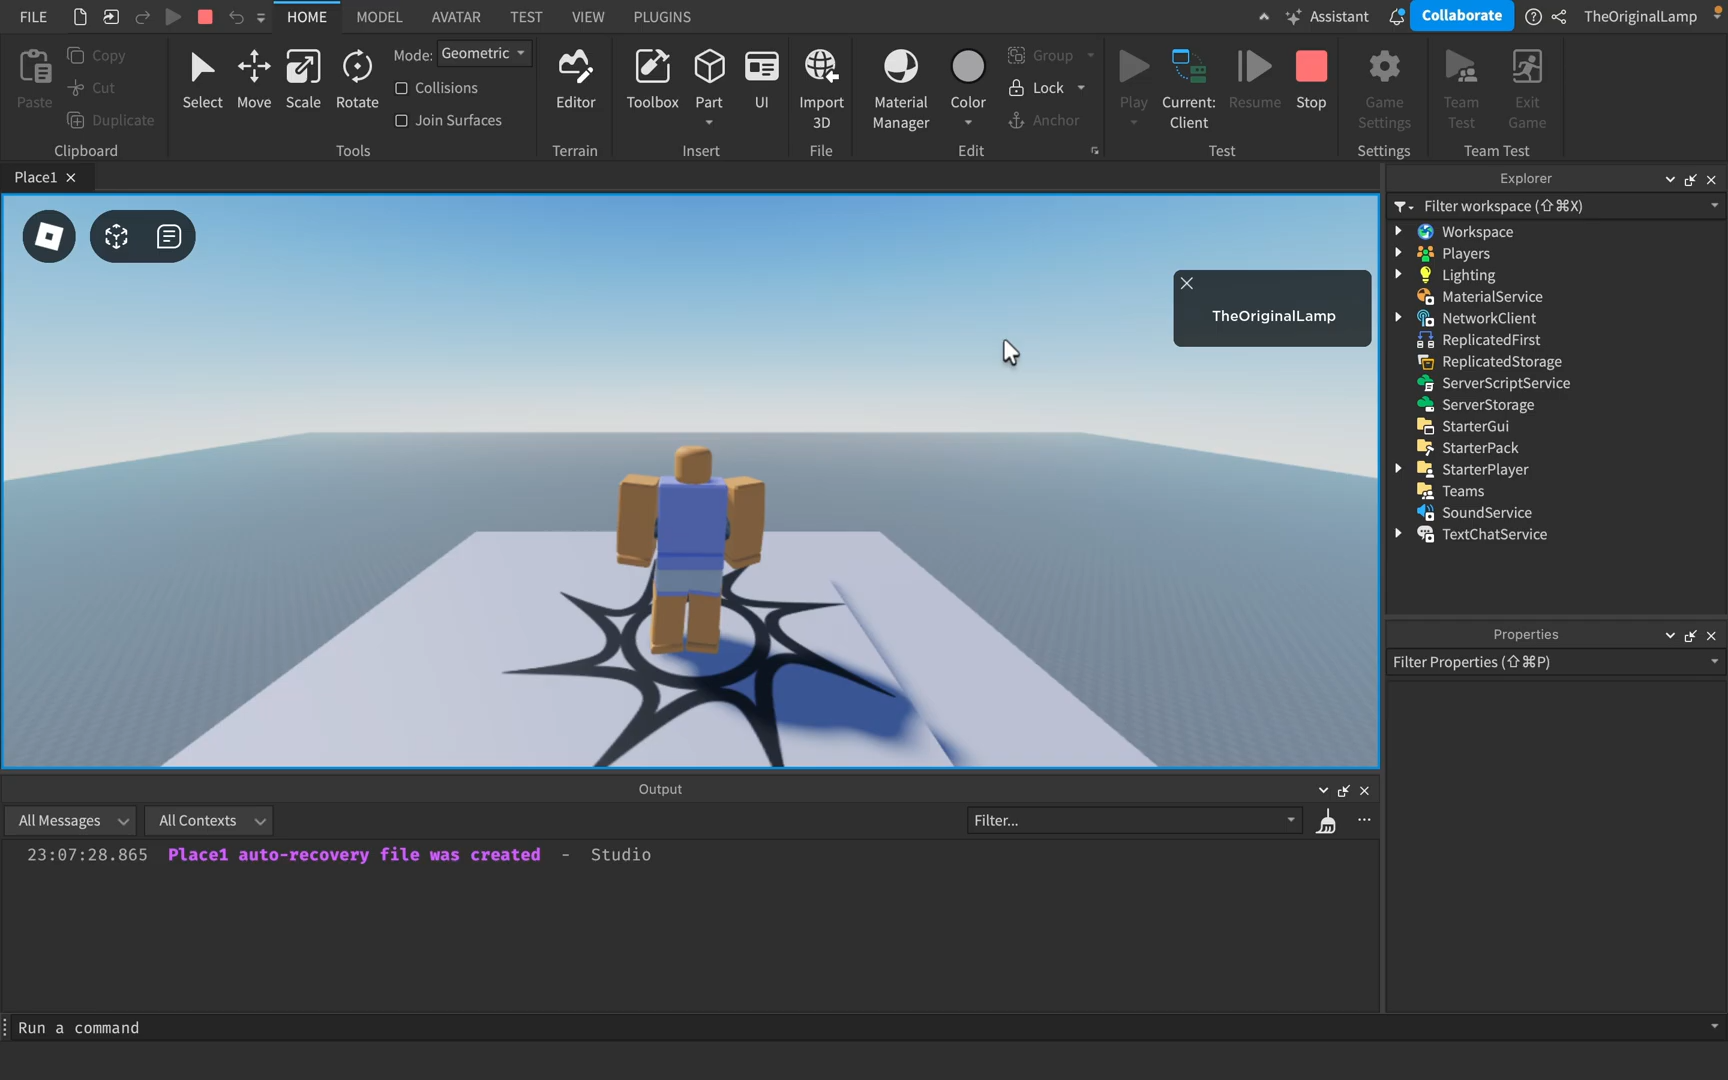 FILE HOME MODEL AVATAR TEST VIEW PLUGINS Assistant Collaborate TheOriginalLamp
Paste Copy Cut Duplicate
Clipboard
Select Move Scale Rotate
Mode: Geometric
Collisions
Join Surfaces
Tools
Editor
Terrain
Toolbox Part UI
Insert
Import
3D
File
Material
Manager
Color
Group
Lock
Anchor
Edit
Play
Current:
Client
Resume Stop
Test
Game
Settings
Settings
Team
Test
Exit
Game
Team Test
Place1
TheOriginalLamp
Explorer
Filter workspace (⇧⌘X)
Workspace
Players
Lighting
MaterialService
NetworkClient
ReplicatedFirst
ReplicatedStorage
ServerScriptService
ServerStorage
StarterGui
StarterPack
StarterPlayer
Teams
SoundService
TextChatService
Properties
Filter Properties (⇧⌘P)
Output
All Messages All Contexts Filter...
23:07:28.865 Place1 auto-recovery file was created - Studio
Run a command